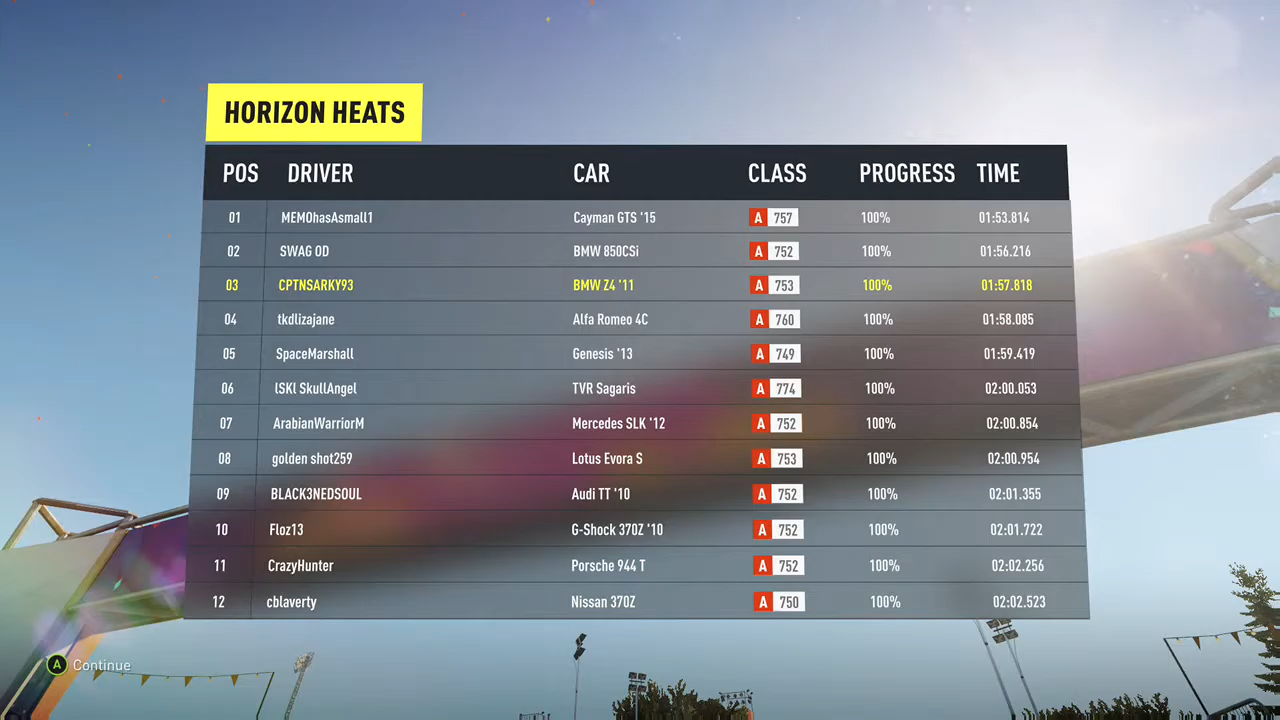 HORIZON HEATS
POS DRIVER CAR CLASS PROGRESS TIME
01 MEMOhasAsmall1 Cayman GTS '15 A 757 100% 01:53.814
02 SWAG OD BMW 850CSi A 752 100% 01:56.216
03 CPTNSARKY93 BMW Z4 '11 A 753 100% 01:57.818
04 tkdlizajane Alfa Romeo 4C A 760 100% 01:58.085
05 SpaceMarshall Genesis '13 A 749 100% 01:59.419
06 lSKl SkullAngel TVR Sagaris A 774 100% 02:00.053
07 ArabianWarriorM Mercedes SLK '12 A 752 100% 02:00.854
08 golden shot259 Lotus Evora S A 753 100% 02:00.954
09 BLACK3NEDSOUL Audi TT '10 A 752 100% 02:01.355
10 Floz13 G-Shock 370Z '10 A 752 100% 02:01.722
11 CrazyHunter Porsche 944 T A 752 100% 02:02.256
12 cblaverty Nissan 370Z A 750 100% 02:02.523
A Continue